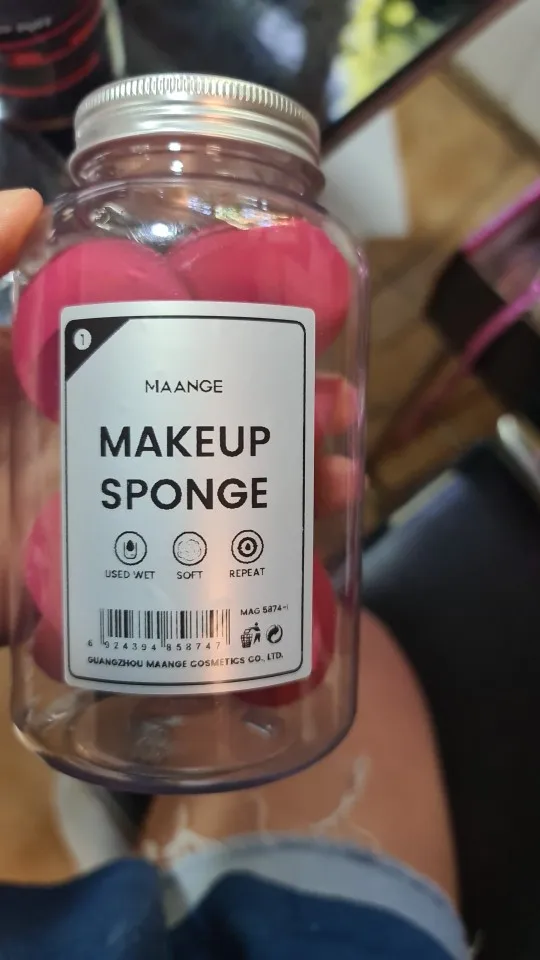 1
MAANGE
MAKEUP
SPONGE
USED WET SOFT REPEAT
MAG 5874-1
6 924394 858747
GUANGZHOU MAANGE COSMETICS CO., LTD.